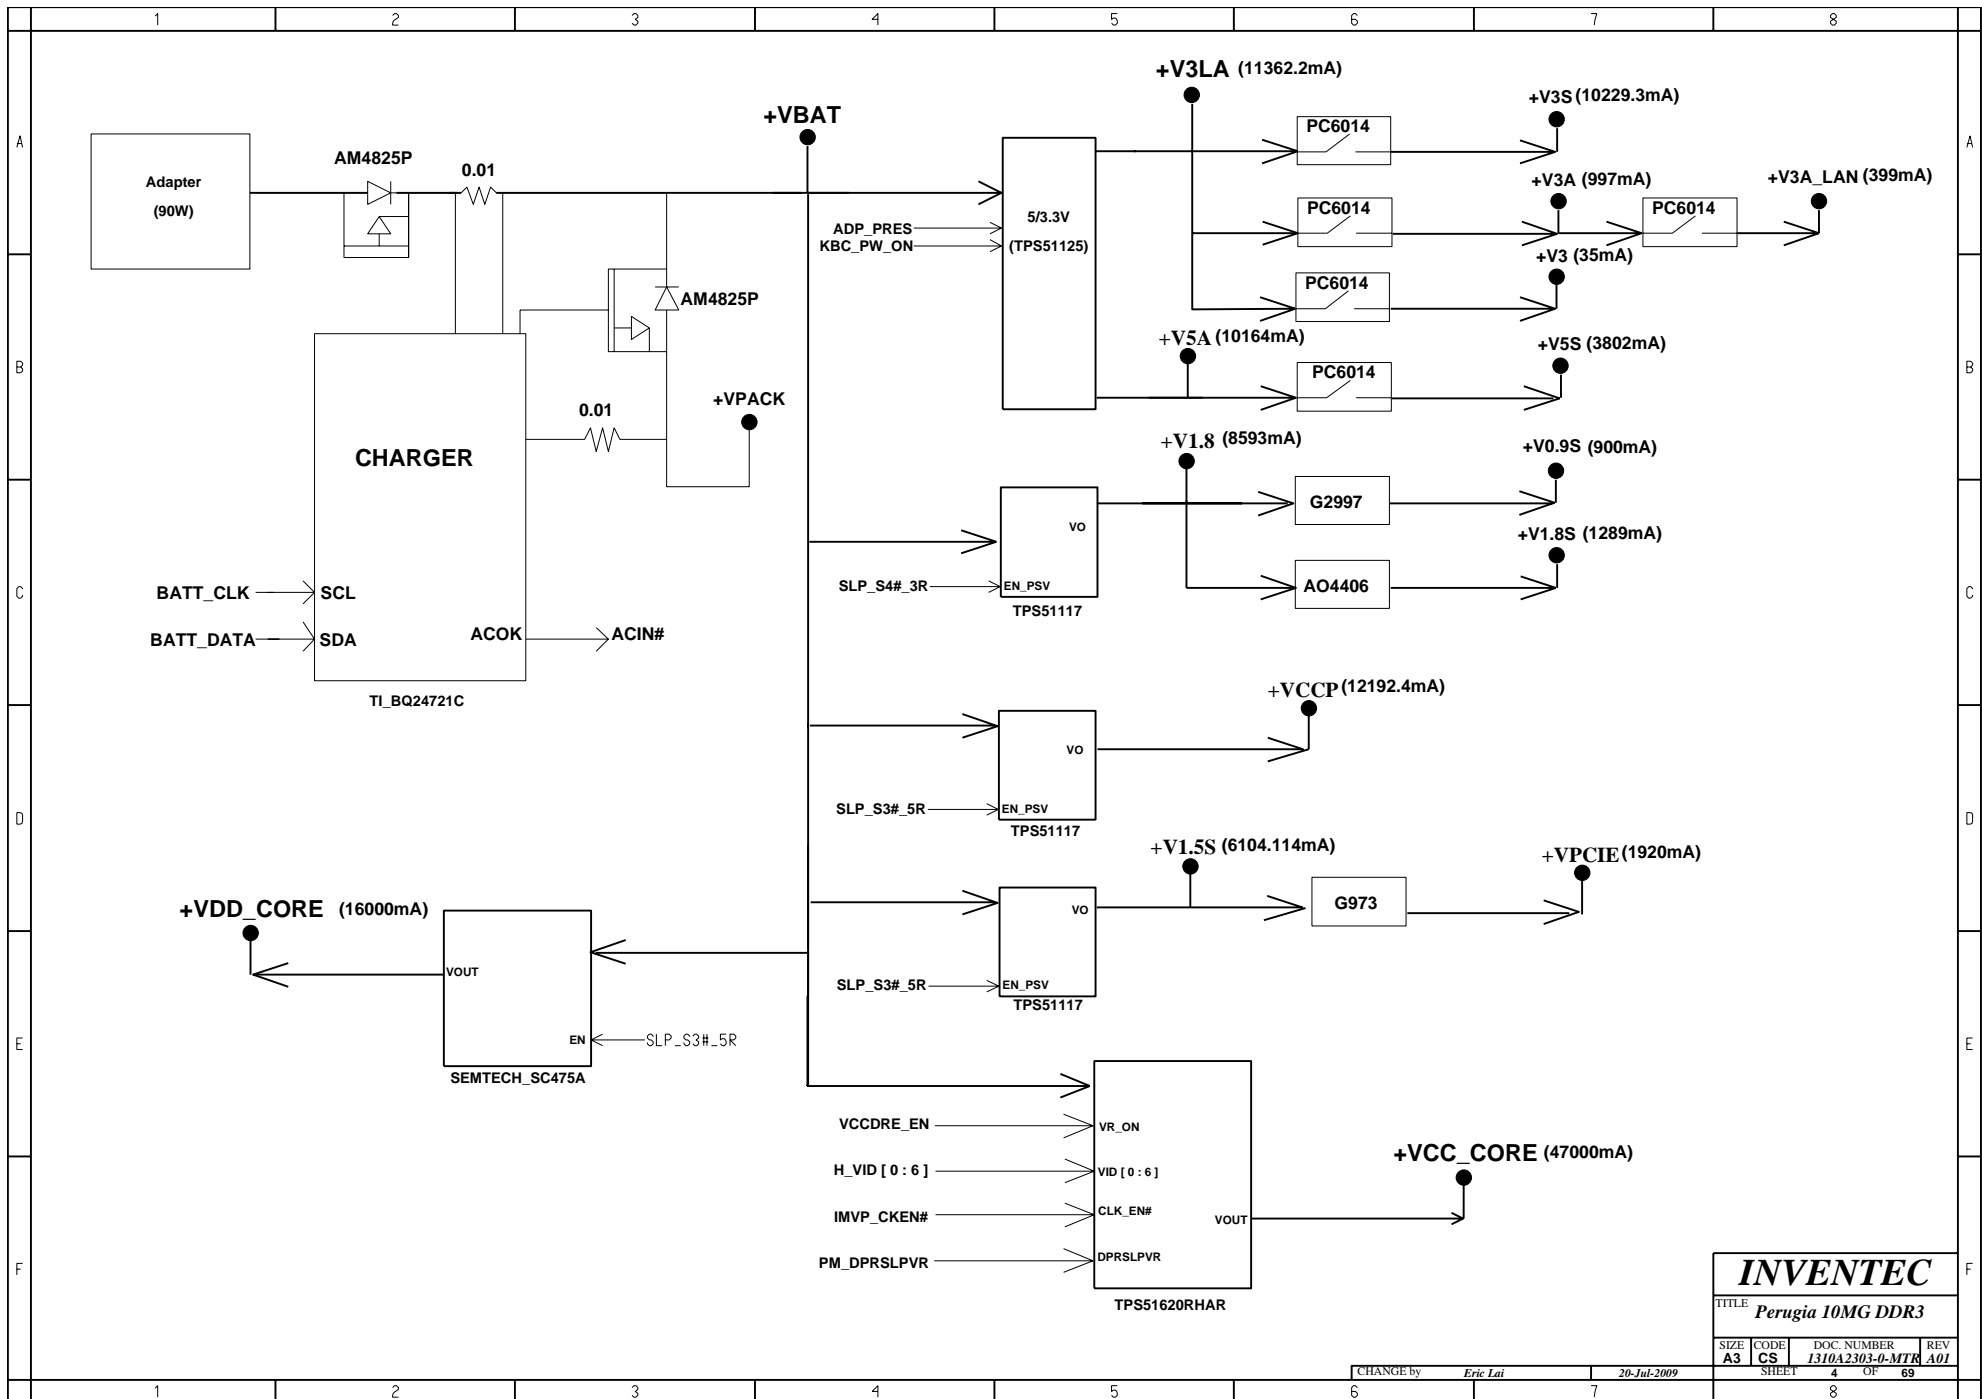 1 2 3 4 5 6 7 8
A
B
C
D
E
F
A
B
C
D
E
F
+V3LA (11362.2mA)
+VBAT
+V3S (10229.3mA)
PC6014
Adapter
(90W)
AM4825P
0.01
5/3.3V
(TPS51125)
ADP_PRES
KBC_PW_ON
+V3A (997mA)
PC6014
+V3A_LAN (399mA)
PC6014
+V3 (35mA)
PC6014
AM4825P
+V5A (10164mA)
+V5S (3802mA)
PC6014
0.01
+VPACK
CHARGER
BATT_CLK
SCL
BATT_DATA
SDA
ACOK
ACIN#
TI_BQ24721C
+V1.8 (8593mA)
+V0.9S (900mA)
G2997
VO
+V1.8S (1289mA)
AO4406
SLP_S4#_3R
EN_PSV
TPS51117
+VCCP (12192.4mA)
VO
SLP_S3#_5R
EN_PSV
TPS51117
+V1.5S (6104.114mA)
+VPCIE (1920mA)
VO
G973
SLP_S3#_5R
EN_PSV
TPS51117
+VDD_CORE (16000mA)
VOUT
EN
SLP_S3#_5R
SEMTECH_SC475A
VCCDRE_EN
VR_ON
H_VID [ 0 : 6 ]
VID [ 0 : 6 ]
IMVP_CKEN#
CLK_EN#
PM_DPRSLPVR
DPRSLPVR
VOUT
+VCC_CORE (47000mA)
TPS51620RHAR
INVENTEC
TITLE
Perugia 10MG DDR3
SIZE CODE DOC. NUMBER REV
A3 CS 1310A2303-0-MTR A01
CHANGE by Eric Lai 20-Jul-2009 SHEET 4 OF 69
1 2 3 4 5 6 7 8